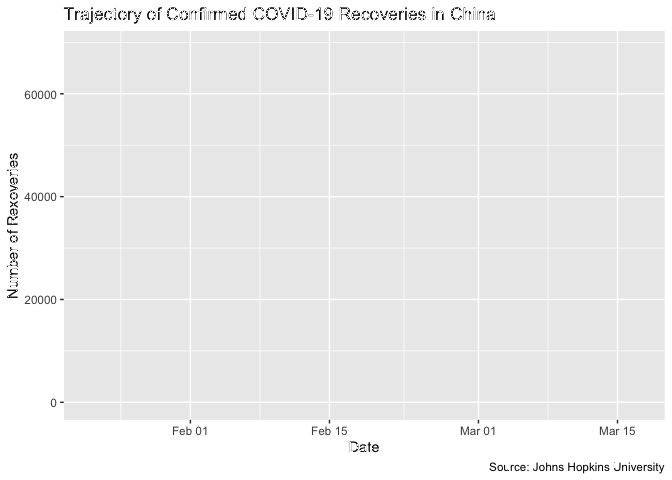 Trajectory of Confirmed COVID-19 Recoveries in China
Number of Rexoveries
60000
40000
20000
0
Feb 01
Feb 15
Mar 01
Mar 15
Date
Source: Johns Hopkins University